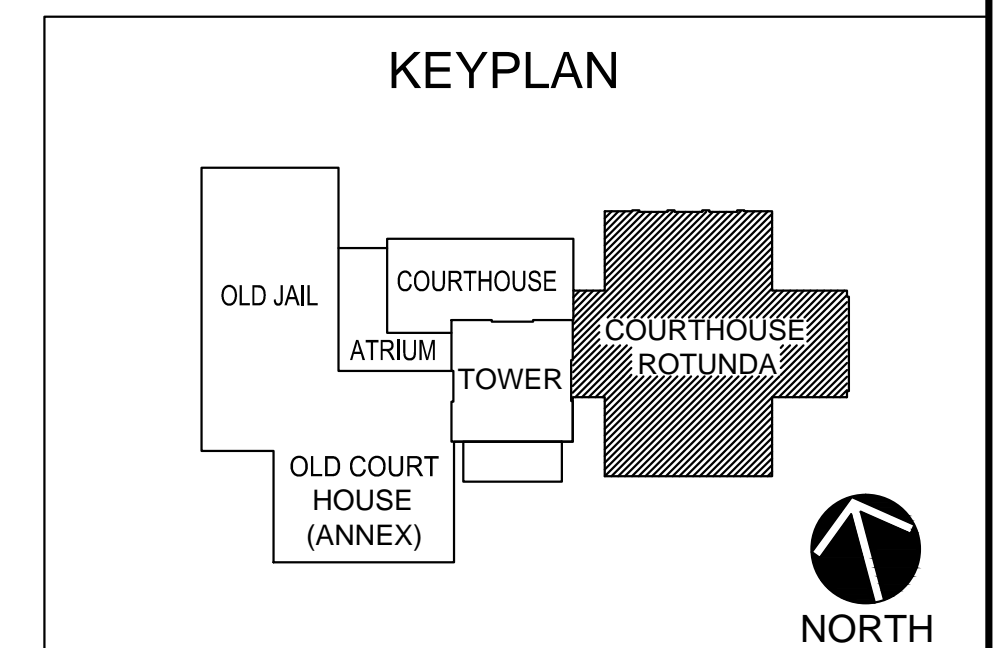 KEYPLAN
OLD JAIL
COURTHOUSE
ATRIUM
TOWER
COURTHOUSE
ROTUNDA
OLD COURT
HOUSE
(ANNEX)
NORTH